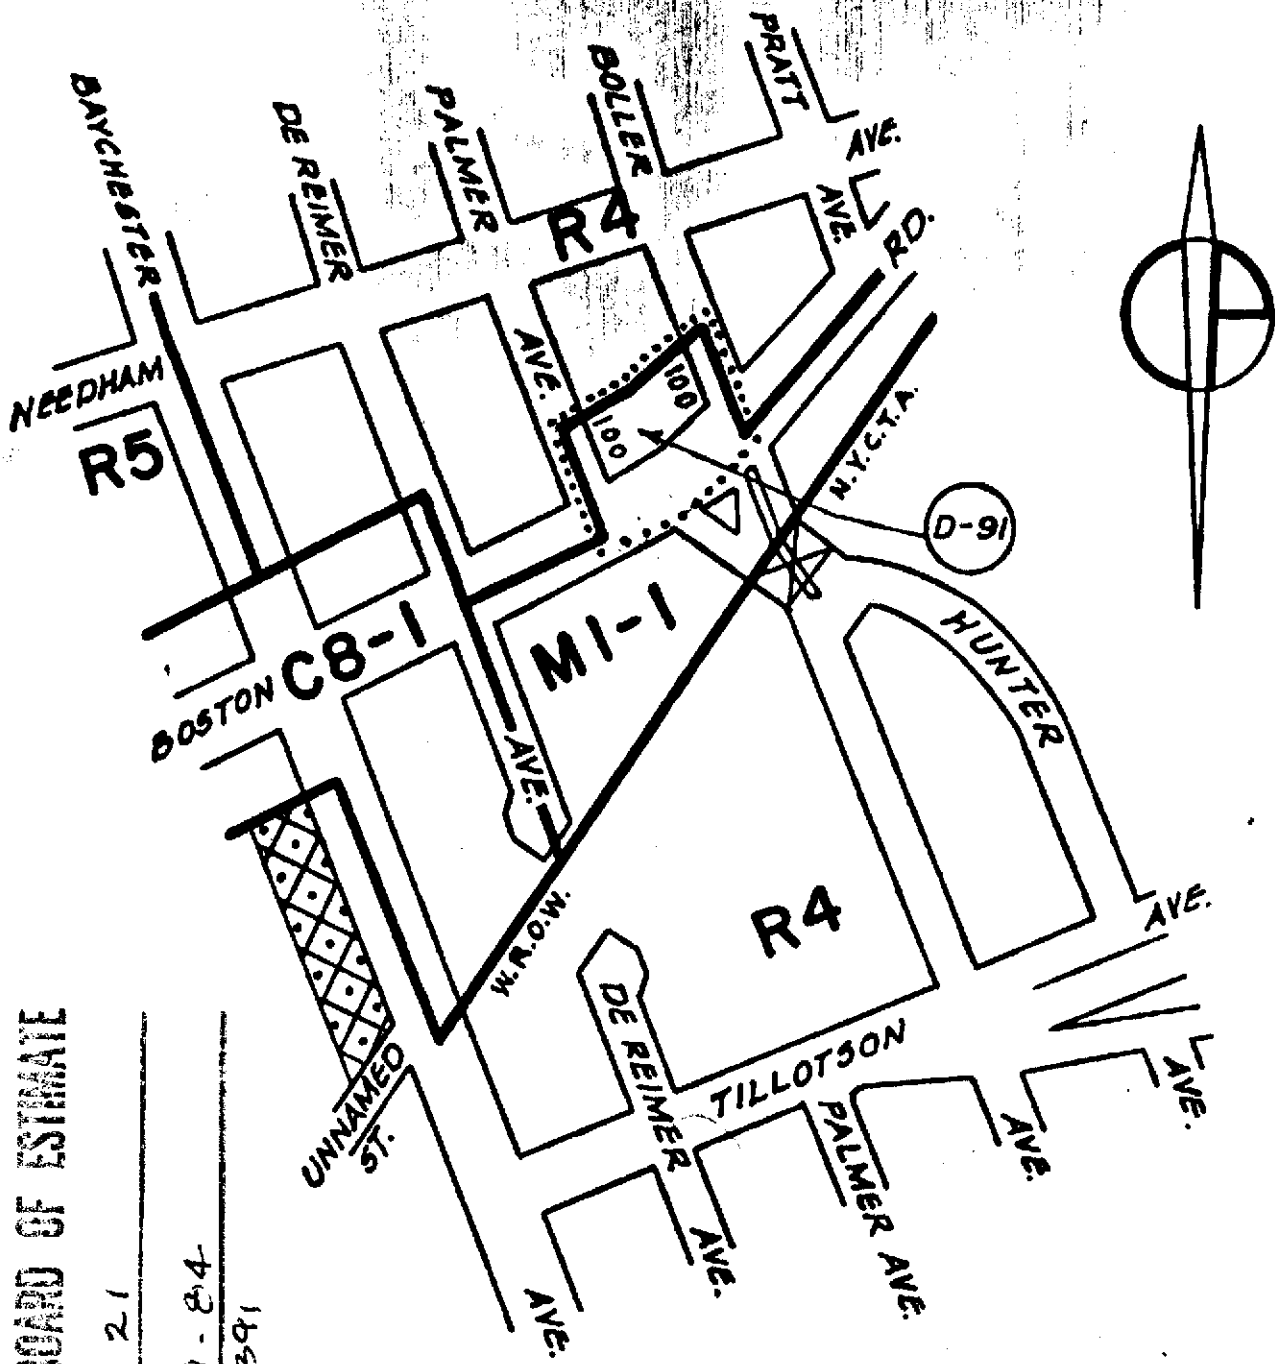 BAYCHESTER
DE REIMER
PALMER
BOLLER
PRATT
AVE.
AVE.
RD.
R4
NEEDHAM
R5
AVE.
100
100
N.Y.C.T.A.
D-91
C8-1
BOSTON
M1-1
HUNTER
AVE.
W.R.O.W.
R4
AVE.
DE REIMER
TILLOTSON
UNNAMED
ST.
PALMER AVE.
AVE.
AVE.
AVE.
AVE.
BOARD OF ESTIMATE
21
- 84